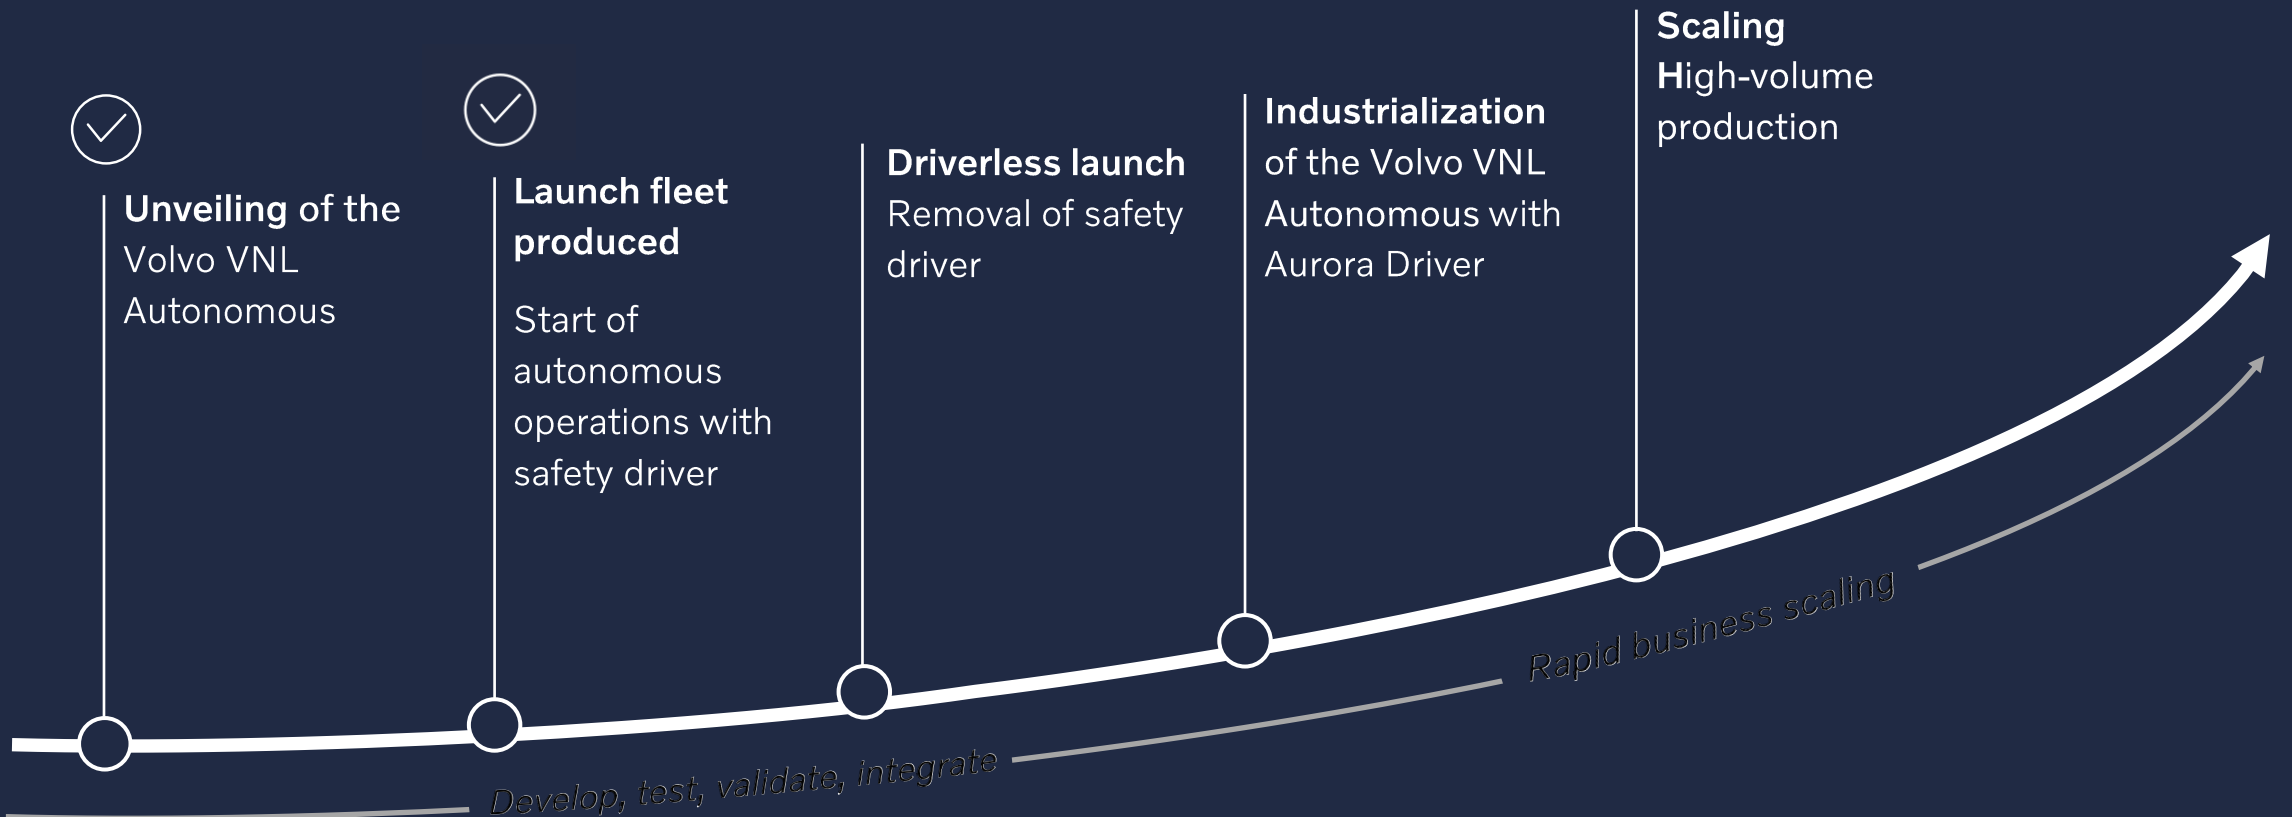 Unveiling of the
Volvo VNL
Autonomous
Launch fleet
produced
Start of
autonomous
operations with
safety driver
Driverless launch
Removal of safety
driver
Industrialization
of the Volvo VNL
Autonomous with
Aurora Driver
Scaling
High-volume
production
Develop, test, validate, integrate
Rapid business scaling